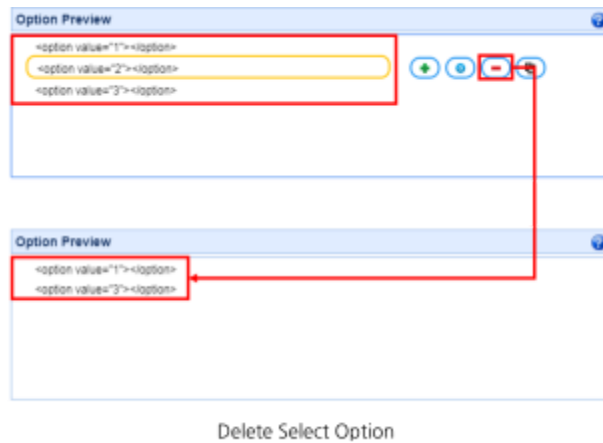 Option Preview
<option value="1"></option>
<option value="2"></option>
<option value="3"></option>
Option Preview
<option value="1"></option>
<option value="3"></option>
Delete Select Option